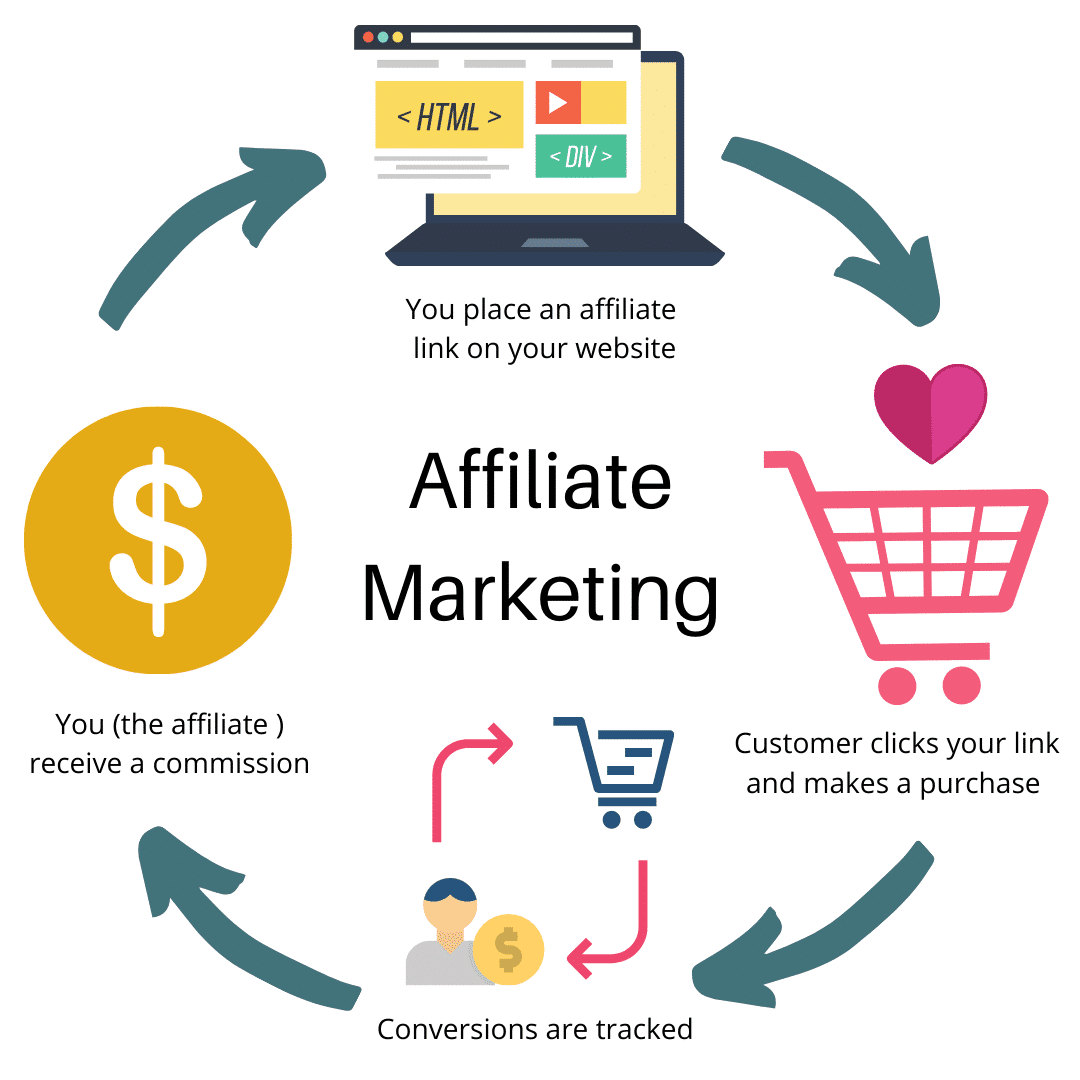 < HTML >
< DIV >
You place an affiliate
link on your website
Affiliate
Marketing
$
You (the affiliate )
receive a commission
Customer clicks your link
and makes a purchase
$
Conversions are tracked